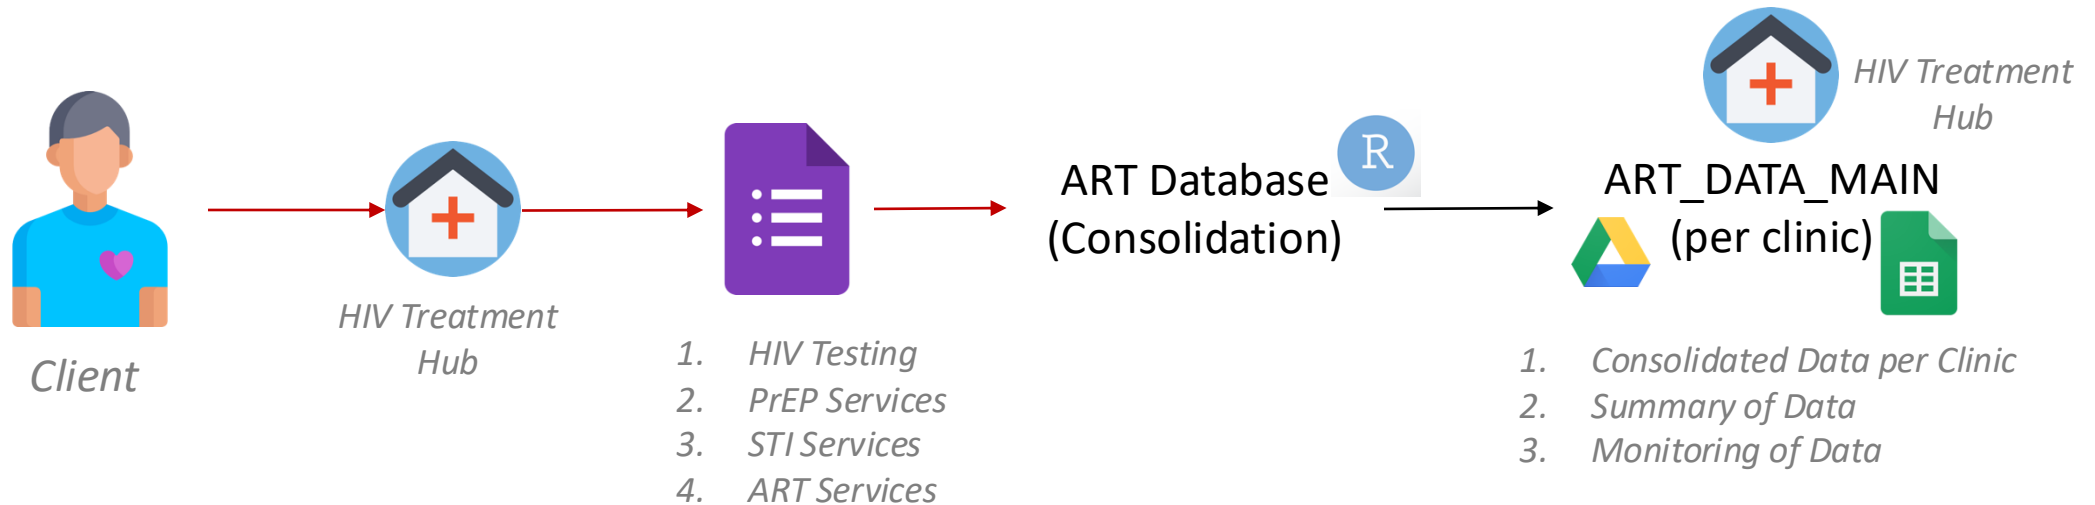 Client
HIV Treatment
Hub
1. HIV Testing
2. PrEP Services
3. STI Services
4. ART Services
ART Database
(Consolidation)
R
HIV Treatment
Hub
ART_DATA_MAIN
(per clinic)
1. Consolidated Data per Clinic
2. Summary of Data
3. Monitoring of Data